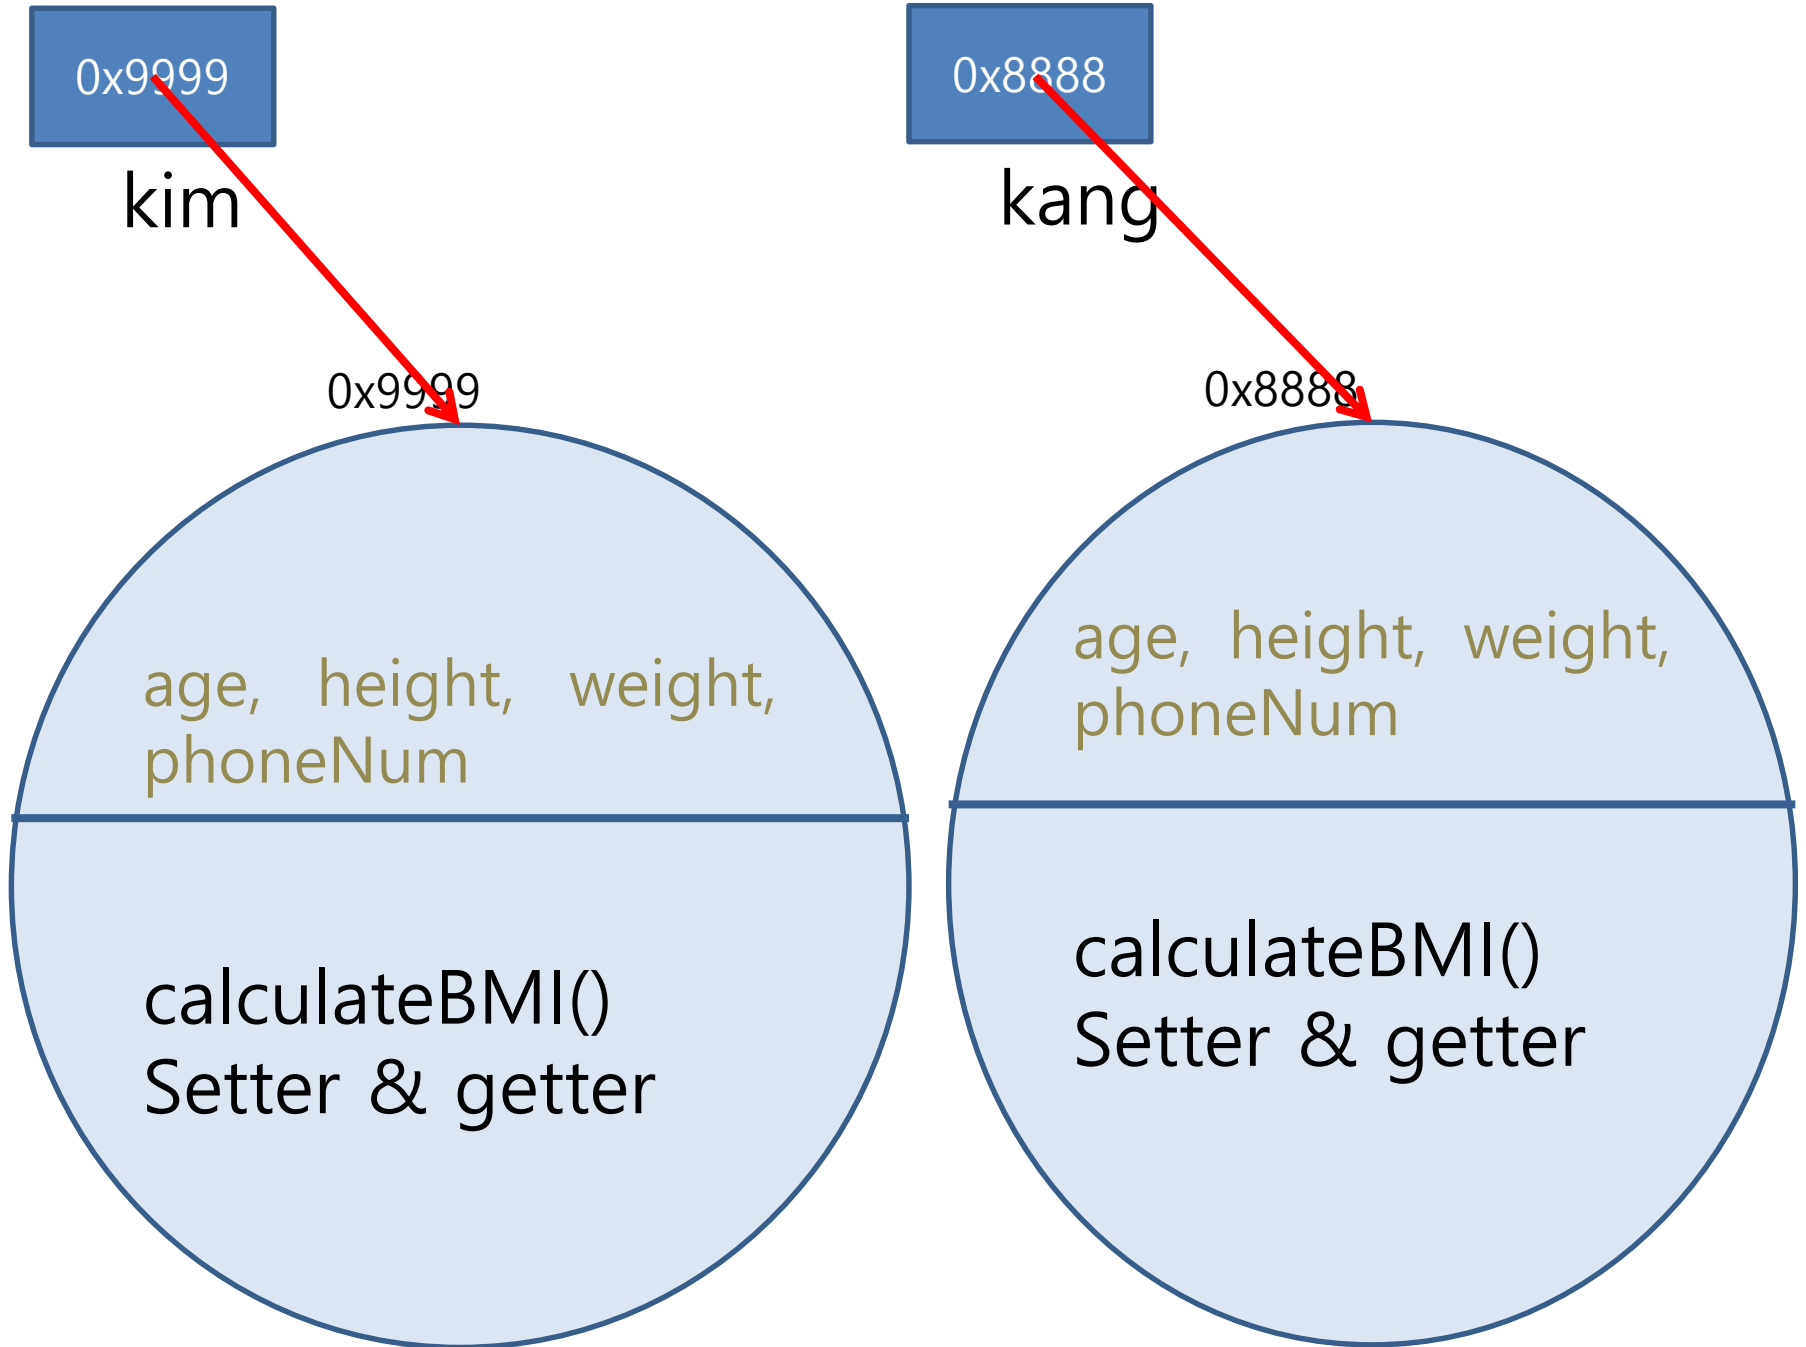 0x9999
kim
0x9999
age, height, weight,
phoneNum
calculateBMI()
Setter & getter
0x8888
kang
0x8888
age, height, weight,
phoneNum
calculateBMI()
Setter & getter